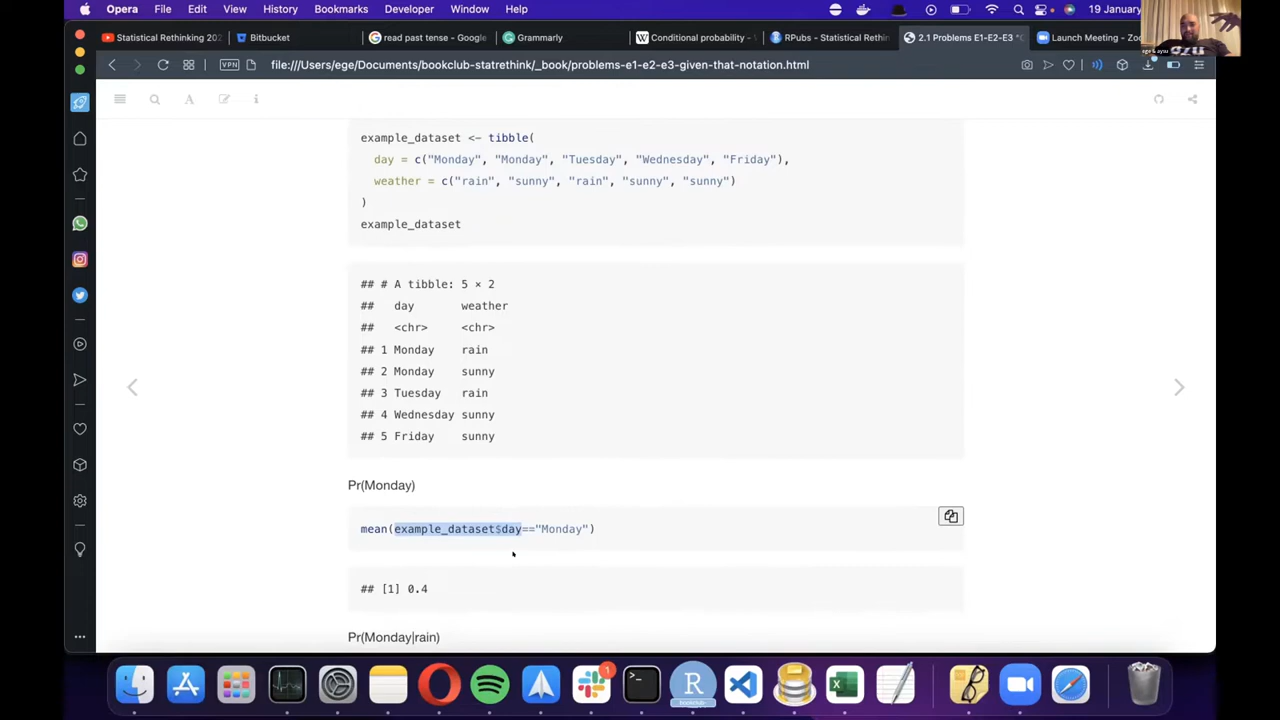 Opera File Edit View History Bookmarks Developer Window Help 19 January
Statistical Rethinking 202 Bitbucket read past tense - Google Grammarly Conditional probability - RPubs - Statistical Rethin 2.1 Problems E1-E2-E3 "C Launch Meeting - Zoo
VPN file:///Users/ege/Documents/bookclub-rethink/_book/problems-e1-e2-e3-given-that-notation.html
example_dataset <- tibble(
day = c("Monday", "Monday", "Tuesday", "Wednesday", "Friday"),
weather = c("rain", "sunny", "rain", "sunny", "sunny")
)
example_dataset
## # A tibble: 5 × 2
## day weather
## <chr> <chr>
## 1 Monday rain
## 2 Monday sunny
## 3 Tuesday rain
## 4 Wednesday sunny
## 5 Friday sunny
Pr(Monday)
mean(example_dataset$day=="Monday")
## [1] 0.4
Pr(Monday|rain)